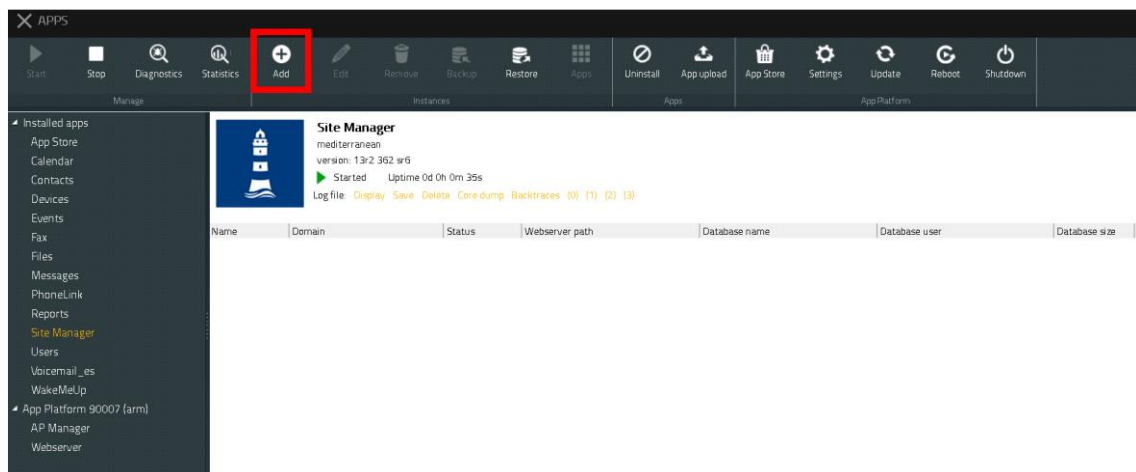 APPS
Start Stop Diagnostics Statistics Add Edit Remove Backup Restore Apps Uninstall App upload App Store Settings Update Reboot Shutdown
Manage Instances Apps App Platform
Installed apps
App Store
Calendar
Contacts
Devices
Events
Fax
Files
Messages
PhoneLink
Reports
Site Manager
Users
Voicemail_es
WakeMeUp
App Platform 90007 (arm)
AP Manager
Webserver
Site Manager
mediterranean
version: 13r2 362 sr6
Started Uptime 0d 0h 0m 35s
Log file: Display Save Delete Core dump Backtraces (0) (1) (2) (3)
Name Domain Status Webserver path Database name Database user Database size